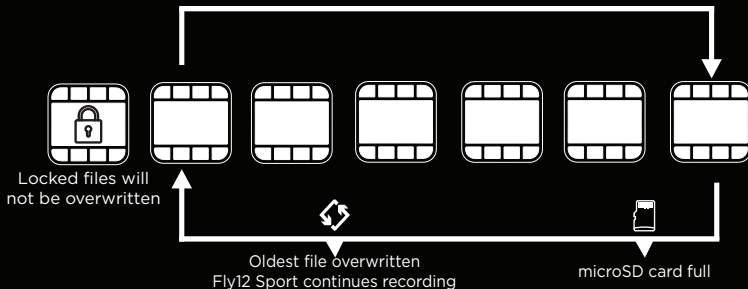 Locked files will
not be overwritten
Oldest file overwritten
Fly12 Sport continues recording
microSD card full